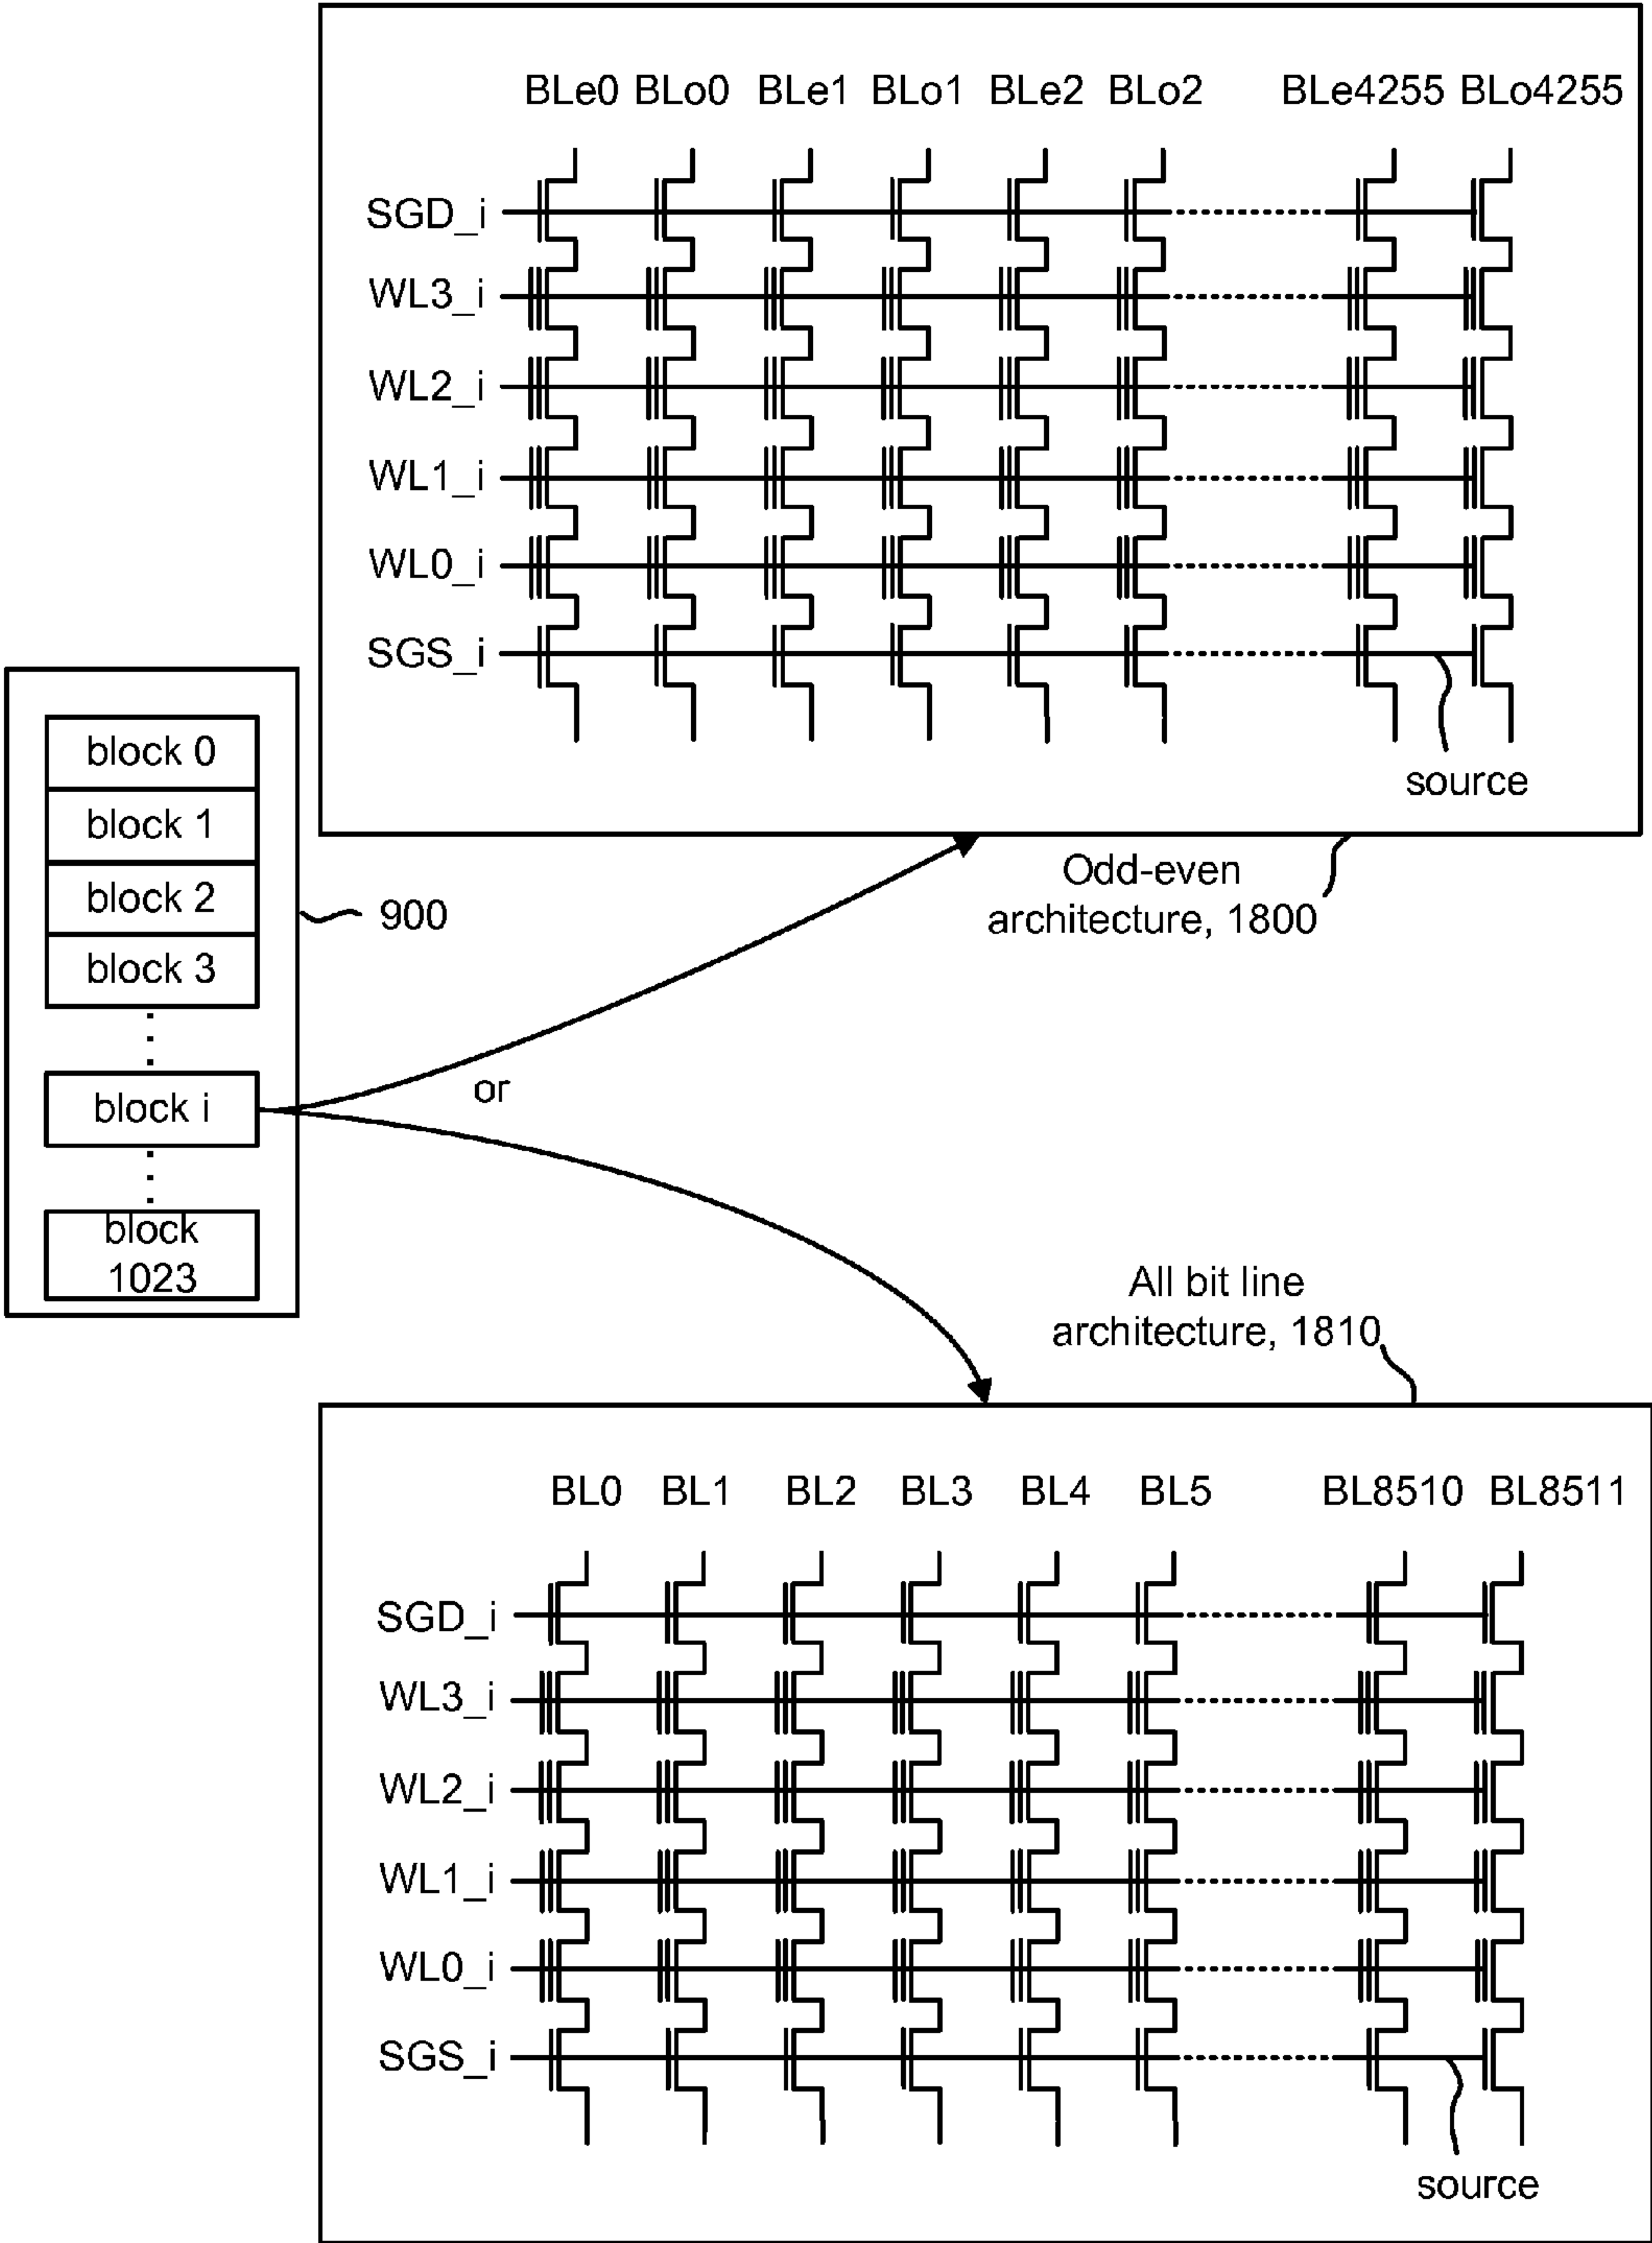 BLe0 BLo0 BLe1 BLo1 BLe2 BLo2 BLe4255 BLo4255
SGD_i
WL3_i
WL2_i
WL1_i
WL0_i
SGS_i
source
Odd-even
architecture, 1800
block 0
block 1
block 2
block 3
900
block i
or
block
1023
All bit line
architecture, 1810
BL0 BL1 BL2 BL3 BL4 BL5 BL8510 BL8511
SGD_i
WL3_i
WL2_i
WL1_i
WL0_i
SGS_i
source